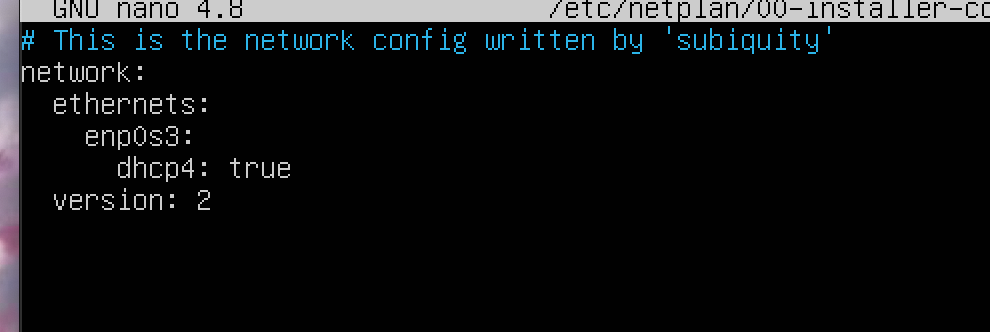 GNU nano 4.8 /etc/netplan/00-installer-co
# This is the network config written by 'subiquity'
network:
  ethernets:
    enp0s3:
      dhcp4: true
  version: 2